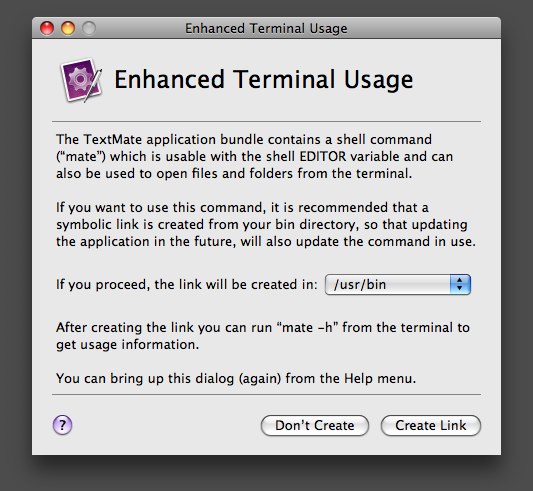 Enhanced Terminal Usage
Enhanced Terminal Usage
The TextMate application bundle contains a shell command
(“mate”) which is usable with the shell EDITOR variable and can
also be used to open files and folders from the terminal.
If you want to use this command, it is recommended that a
symbolic link is created from your bin directory, so that updating
the application in the future, will also update the command in use.
If you proceed, the link will be created in: /usr/bin
After creating the link you can run “mate –h” from the terminal to
get usage information.
You can bring up this dialog (again) from the Help menu.
? Don’t Create Create Link